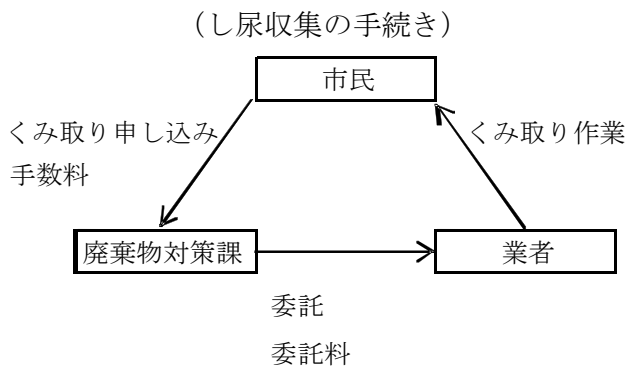 （し尿収集の手続き）
市民
くみ取り申し込み
手数料
くみ取り作業
廃棄物対策課
業者
委託
委託料